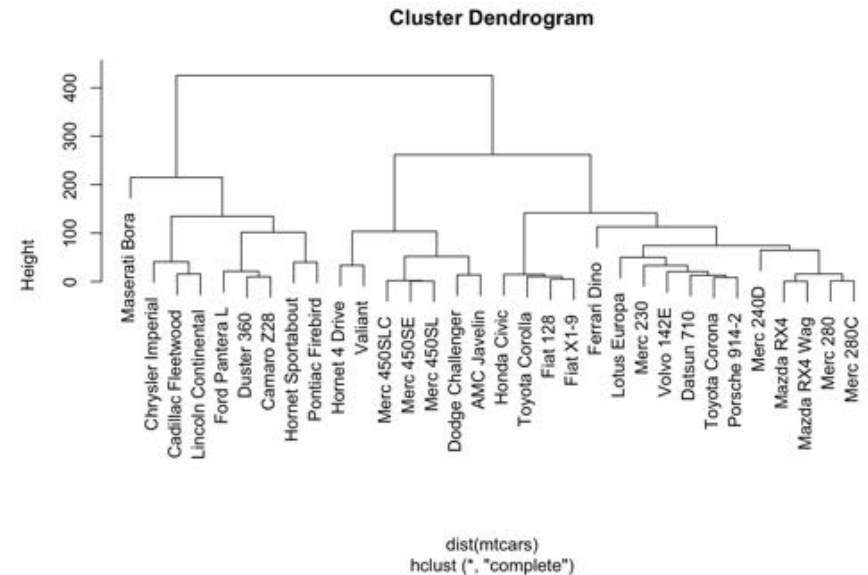 Cluster Dendrogram
Height
400
300
200
100
0
Maserati Bora
Chrysler Imperial
Cadillac Fleetwood
Lincoln Continental
Ford Pantera L
Duster 360
Camaro Z28
Hornet Sportabout
Pontiac Firebird
Hornet 4 Drive
Valiant
Merc 450SLC
Merc 450SE
Merc 450SL
Dodge Challenger
AMC Javelin
Honda Civic
Toyota Corolla
Fiat 128
Fiat X1-9
Ferrari Dino
Lotus Europa
Merc 230
Volvo 142E
Datsun 710
Toyota Corona
Porsche 914-2
Merc 240D
Mazda RX4
Mazda RX4 Wag
Merc 280
Merc 280C
dist(mtcars)
hclust (*, "complete")